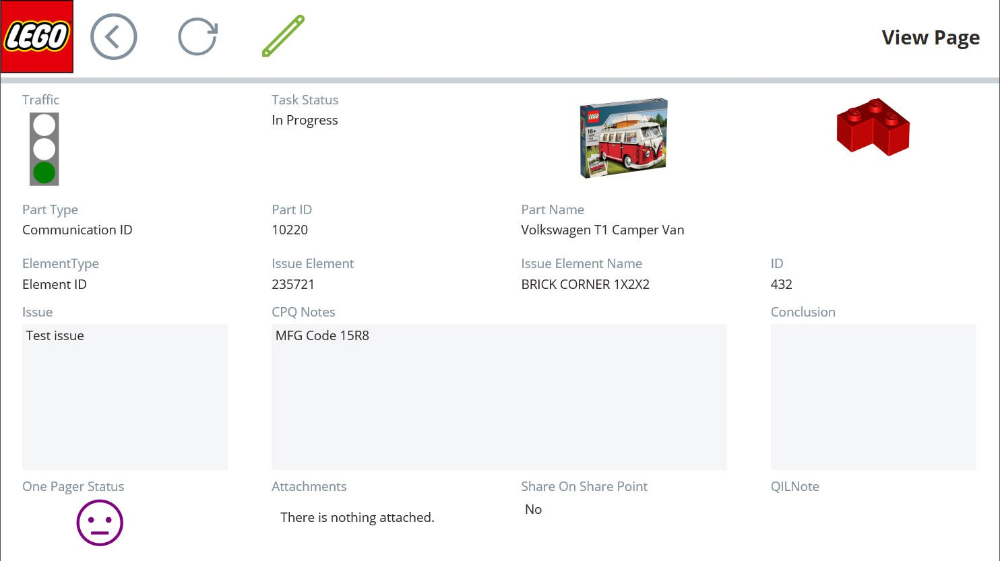 LEGO
View Page
Traffic
Task Status
In Progress
LEGO
16+
Part Type
Part ID
Part Name
Communication ID
10220
Volkswagen T1 Camper Van
ElementType
Issue Element
Issue Element Name
ID
Element ID
235721
BRICK CORNER 1X2X2
432
Issue
CPQ Notes
Conclusion
Test issue
MFG Code 15R8
One Pager Status
Attachments
Share On Share Point
QILNote
There is nothing attached.
No